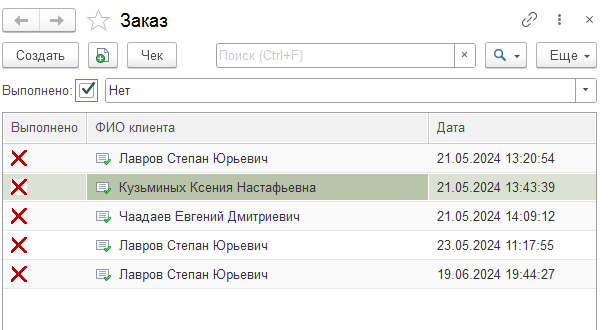 Заказ
Создать Чек Поиск (Ctrl+F) × Еще
Выполнено: Нет
Выполнено ФИО клиента Дата
Лавров Степан Юрьевич 21.05.2024 13:20:54
Кузьминых Ксения Настафьевна 21.05.2024 13:43:39
Чаадаев Евгений Дмитриевич 21.05.2024 14:09:12
Лавров Степан Юрьевич 23.05.2024 11:17:55
Лавров Степан Юрьевич 19.06.2024 19:44:27